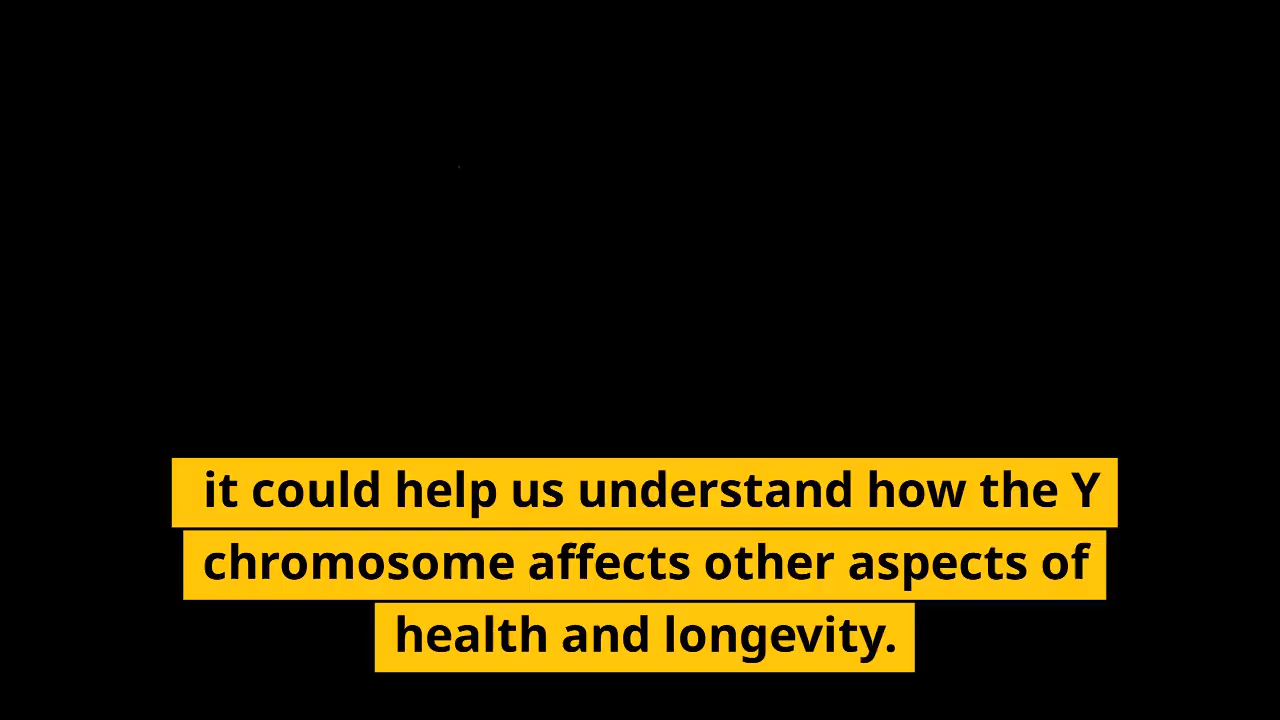 it could help us understand how the Y
chromosome affects other aspects of
health and longevity.